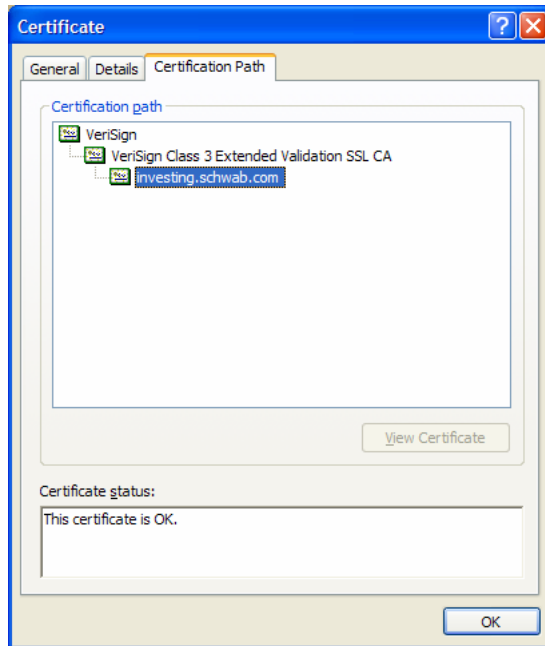 Certificate
General Details Certification Path
Certification path
VeriSign
VeriSign Class 3 Extended Validation SSL CA
investing.schwab.com
View Certificate
Certificate status:
This certificate is OK.
OK